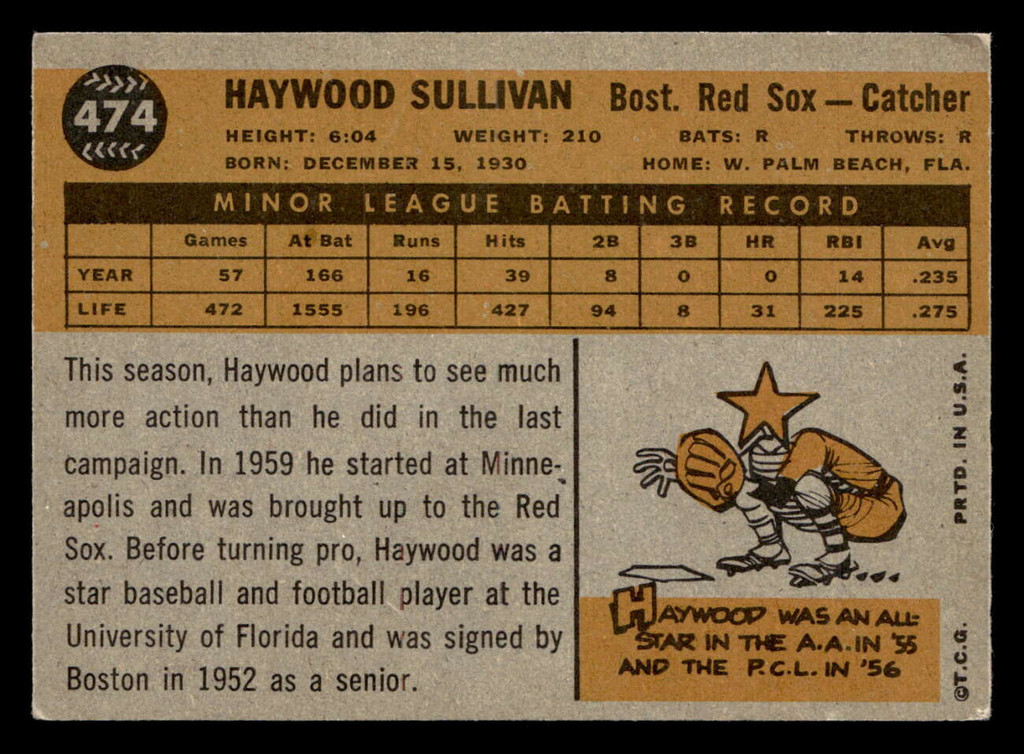 474
HAYWOOD SULLIVAN Bost. Red Sox — Catcher
HEIGHT: 6:04 WEIGHT: 210 BATS: R THROWS: R
BORN: DECEMBER 15, 1930 HOME: W. PALM BEACH, FLA.
MINOR LEAGUE BATTING RECORD
Games At Bat Runs Hits 2B 3B HR RBI Avg
YEAR 57 166 16 39 8 0 0 14 .235
LIFE 472 1555 196 427 94 8 31 225 .275
This season, Haywood plans to see much
more action than he did in the last
campaign. In 1959 he started at Minne-
apolis and was brought up to the Red
Sox. Before turning pro, Haywood was a
star baseball and football player at the
University of Florida and was signed by
Boston in 1952 as a senior.
HAYWOOD WAS AN ALL-
STAR IN THE A.A. IN '55
AND THE P.C.L. IN '56
©T.C.G. PRTD. IN U.S.A.